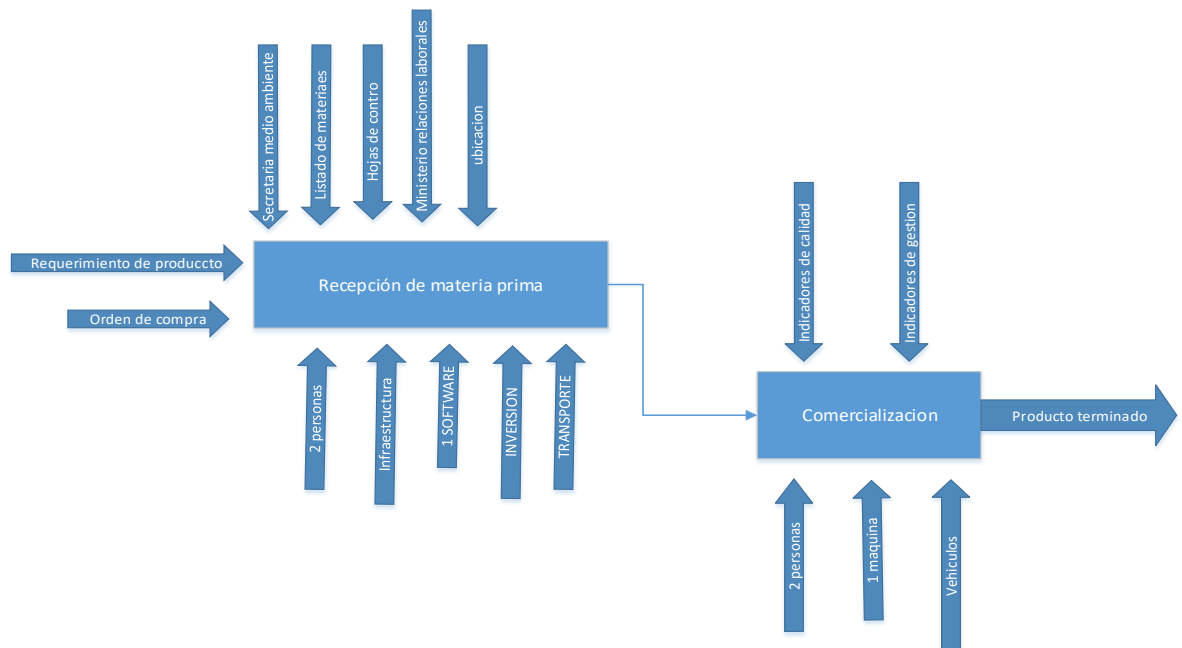 Secretaria medio ambiente
Listado de materiaes
Hojas de contro
Ministerio relaciones laborales
ubicacion
Requerimiento de produccto
Orden de compra
Recepción de materia prima
2 personas
Infraestructura
1 SOFTWARE
INVERSION
TRANSPORTE
Indicadores de calidad
Indicadores de gestion
Comercializacion
Producto terminado
2 personas
1 maquina
Vehiculos